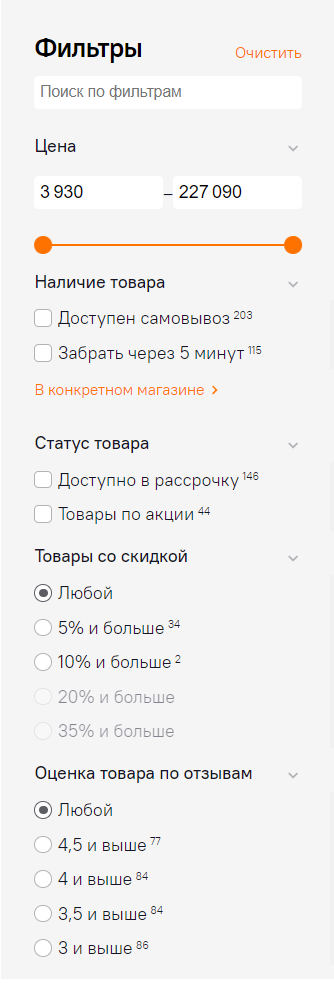 Фильтры
Очистить
Поиск по фильтрам
Цена
3 930 – 227 090
Наличие товара
Доступен самовывоз 203
Забрать через 5 минут 115
В конкретном магазине >
Статус товара
Доступно в рассрочку 146
Товары по акции 44
Товары со скидкой
Любой
5% и больше 34
10% и больше 2
20% и больше
35% и больше
Оценка товара по отзывам
Любой
4,5 и выше 77
4 и выше 84
3,5 и выше 84
3 и выше 86